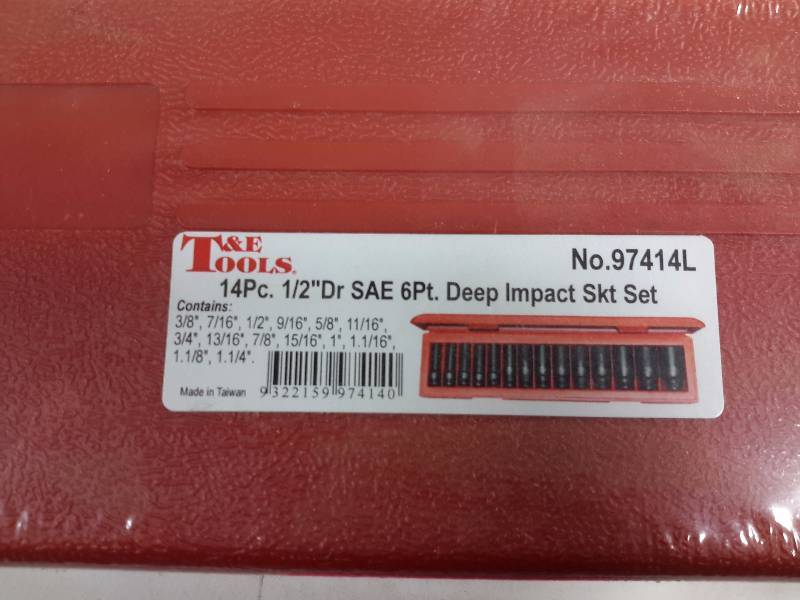 T&E TOOLS®
No.97414L
14Pc. 1/2"Dr SAE 6Pt. Deep Impact Skt Set
Contains:
3/8", 7/16", 1/2", 9/16", 5/8", 11/16",
3/4", 13/16", 7/8", 15/16", 1", 1.1/16",
1.1/8", 1.1/4".
Made in Taiwan
9 322159 974140